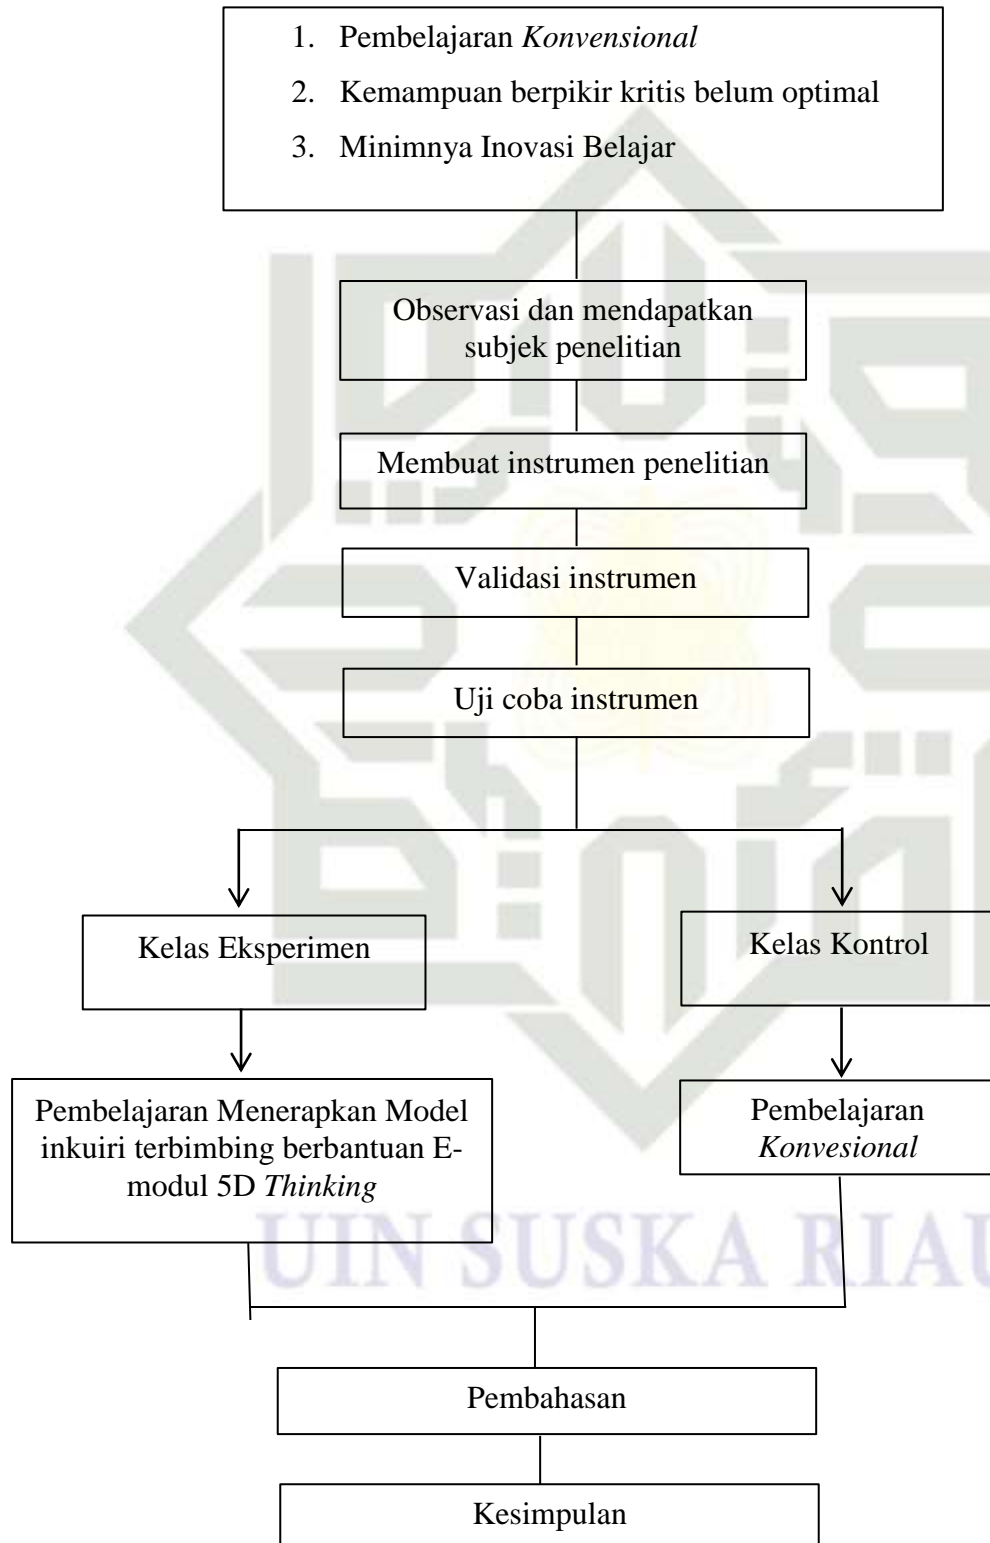 1. Pembelajaran Konvensional
2. Kemampuan berpikir kritis belum optimal
3. Minimnya Inovasi Belajar
Observasi dan mendapatkan
subjek penelitian
Membuat instrumen penelitian
Validasi instrumen
Uji coba instrumen
Kelas Eksperimen
Kelas Kontrol
Pembelajaran Menerapkan Model
inkuiri terbimbing berbantuan E-
modul 5D Thinking
Pembelajaran
Konvesional
UIN SUSKA RIAU
Pembahasan
Kesimpulan